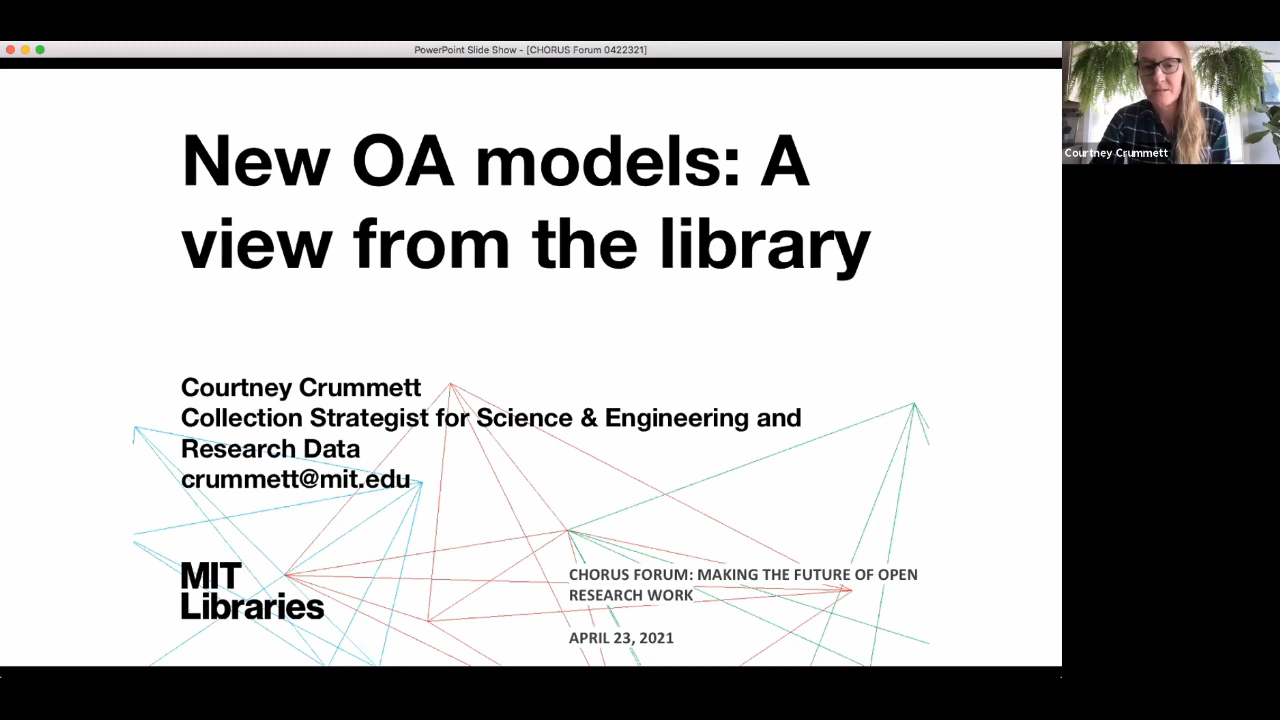 PowerPoint Slide Show - [CHORUS Forum 0422321]
New OA models: A
view from the library
Courtney Crummett
Courtney Crummett
Collection Strategist for Science & Engineering and
Research Data
crummett@mit.edu
MIT
Libraries
CHORUS FORUM: MAKING THE FUTURE OF OPEN
RESEARCH WORK
APRIL 23, 2021